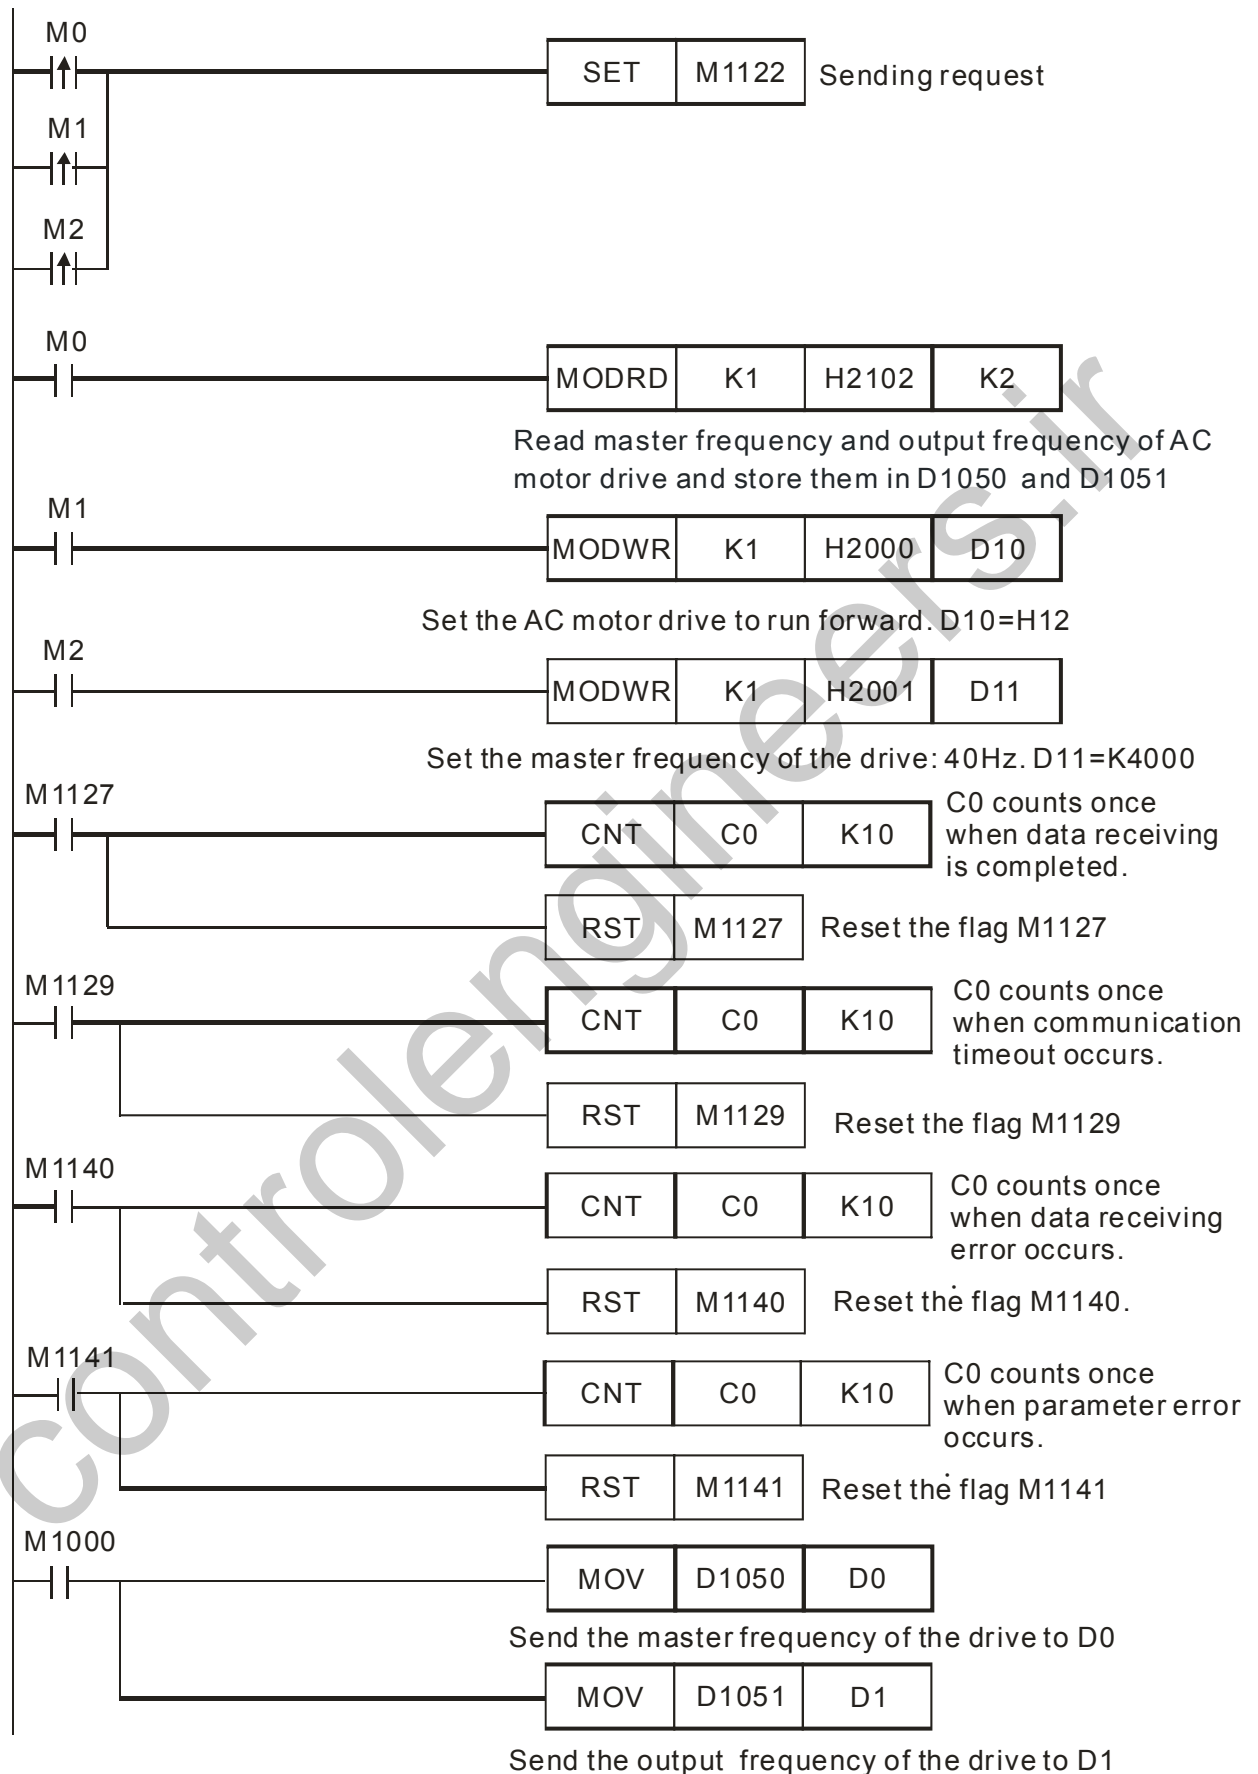 M0
SET M1122 Sending request
M1
M2
M0
MODRD K1 H2102 K2
Read master frequency and output frequency of AC
motor drive and store them in D1050 and D1051
M1
MODWR K1 H2000 D10
Set the AC motor drive to run forward. D10=H12
M2
MODWR K1 H2001 D11
Set the master frequency of the drive: 40Hz. D11=K4000
M1127
CNT C0 K10
C0 counts once
when data receiving
is completed.
RST M1127 Reset the flag M1127
M1129
CNT C0 K10
C0 counts once
when communication
timeout occurs.
RST M1129 Reset the flag M1129
M1140
CNT C0 K10
C0 counts once
when data receiving
error occurs.
RST M1140 Reset the flag M1140.
M1141
CNT C0 K10
C0 counts once
when parameter error
occurs.
RST M1141 Reset the flag M1141
M1000
MOV D1050 D0
Send the master frequency of the drive to D0
MOV D1051 D1
Send the output frequency of the drive to D1
controlengineers.ir